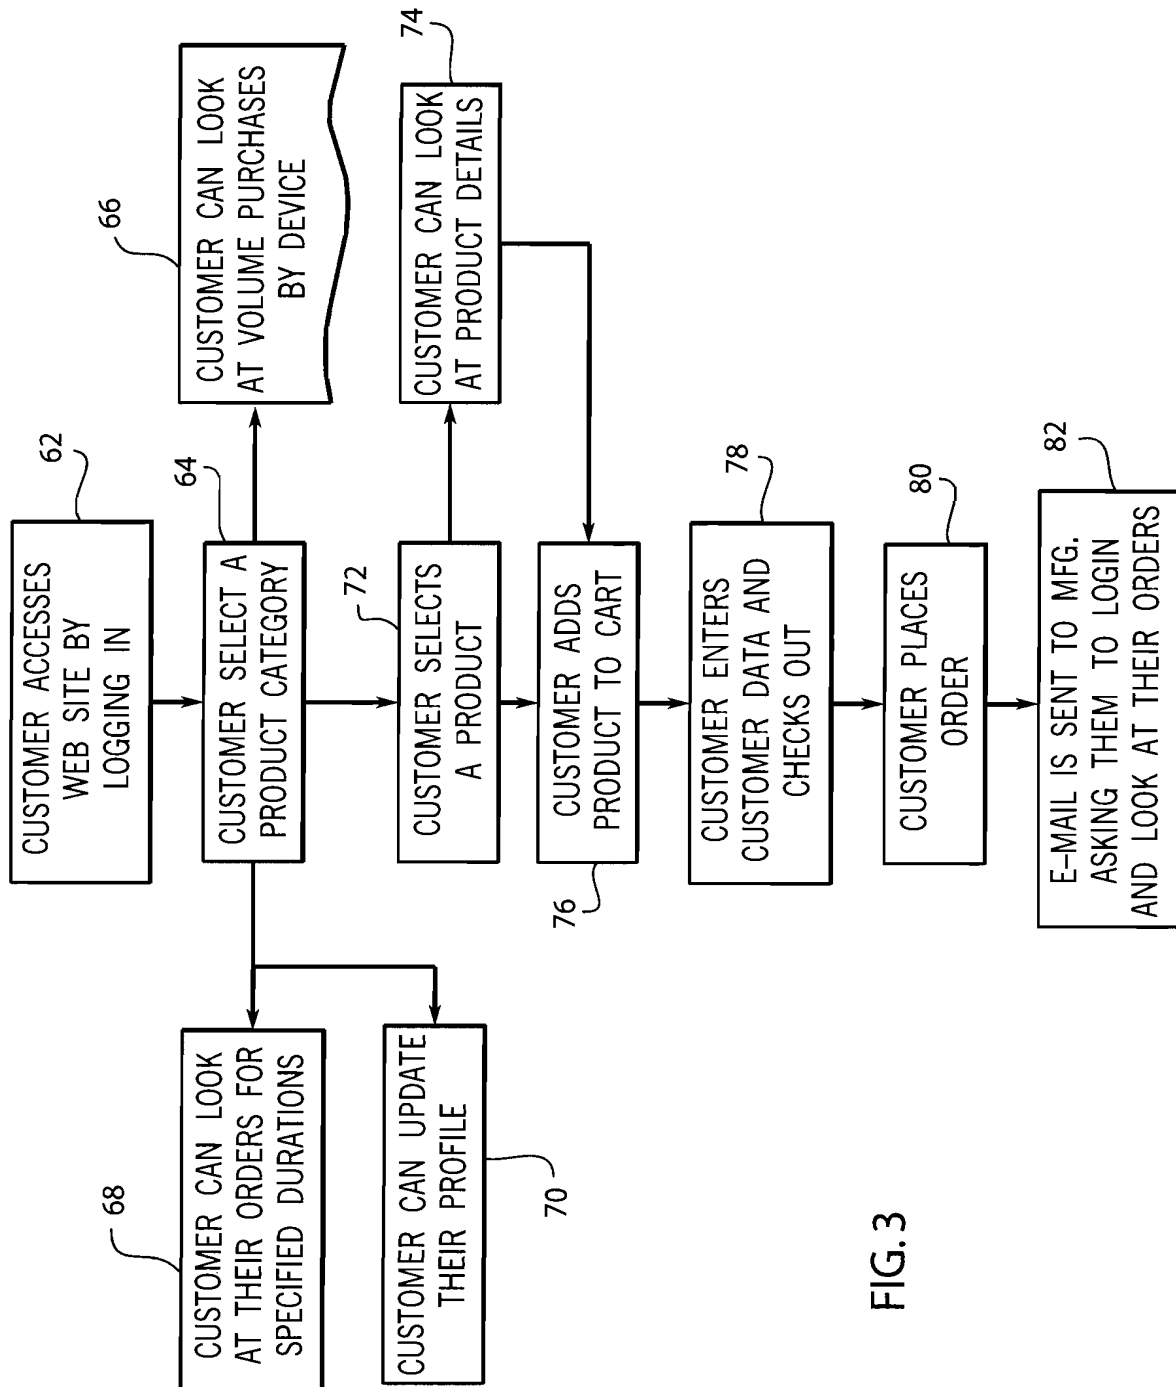 62
CUSTOMER ACCESSES
WEB SITE BY
LOGGING IN
64
CUSTOMER SELECT A
PRODUCT CATEGORY
66
CUSTOMER CAN LOOK
AT VOLUME PURCHASES
BY DEVICE
68
CUSTOMER CAN LOOK
AT THEIR ORDERS FOR
SPECIFIED DURATIONS
CUSTOMER CAN UPDATE
THEIR PROFILE
70
72
CUSTOMER SELECTS
A PRODUCT
74
CUSTOMER CAN LOOK
AT PRODUCT DETAILS
CUSTOMER ADDS
PRODUCT TO CART
76
78
CUSTOMER ENTERS
CUSTOMER DATA AND
CHECKS OUT
80
CUSTOMER PLACES
ORDER
82
E-MAIL IS SENT TO MFG.
ASKING THEM TO LOGIN
AND LOOK AT THEIR ORDERS
FIG. 3